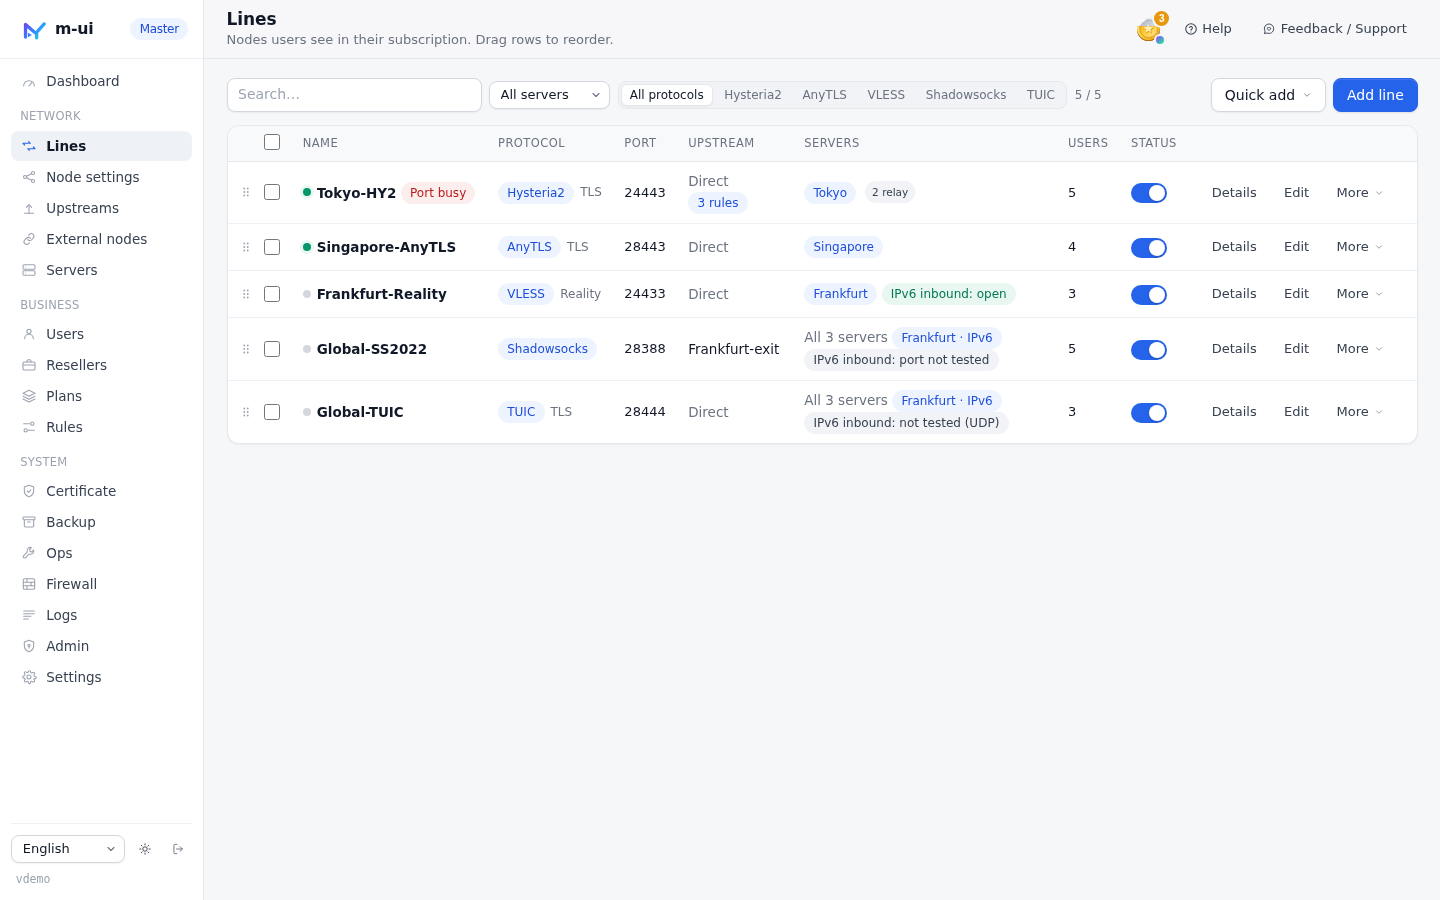 m-ui
Master
Dashboard
NETWORK
Lines
Node settings
Upstreams
External nodes
Servers
BUSINESS
Users
Resellers
Plans
Rules
SYSTEM
Certificate
Backup
Ops
Firewall
Logs
Admin
Settings
English
vdemo
Lines
Nodes users see in their subscription. Drag rows to reorder.
3
Help
Feedback / Support
Search…
All servers
All protocols
Hysteria2
AnyTLS
VLESS
Shadowsocks
TUIC
5 / 5
Quick add
Add line
NAME PROTOCOL PORT UPSTREAM SERVERS USERS STATUS
Tokyo-HY2 Port busy Hysteria2 TLS 24443 Direct 3 rules Tokyo 2 relay 5 Details Edit More
Singapore-AnyTLS AnyTLS TLS 28443 Direct Singapore 4 Details Edit More
Frankfurt-Reality VLESS Reality 24433 Direct Frankfurt IPv6 inbound: open 3 Details Edit More
Global-SS2022 Shadowsocks 28388 Frankfurt-exit All 3 servers Frankfurt · IPv6 IPv6 inbound: port not tested 5 Details Edit More
Global-TUIC TUIC TLS 28444 Direct All 3 servers Frankfurt · IPv6 IPv6 inbound: not tested (UDP) 3 Details Edit More